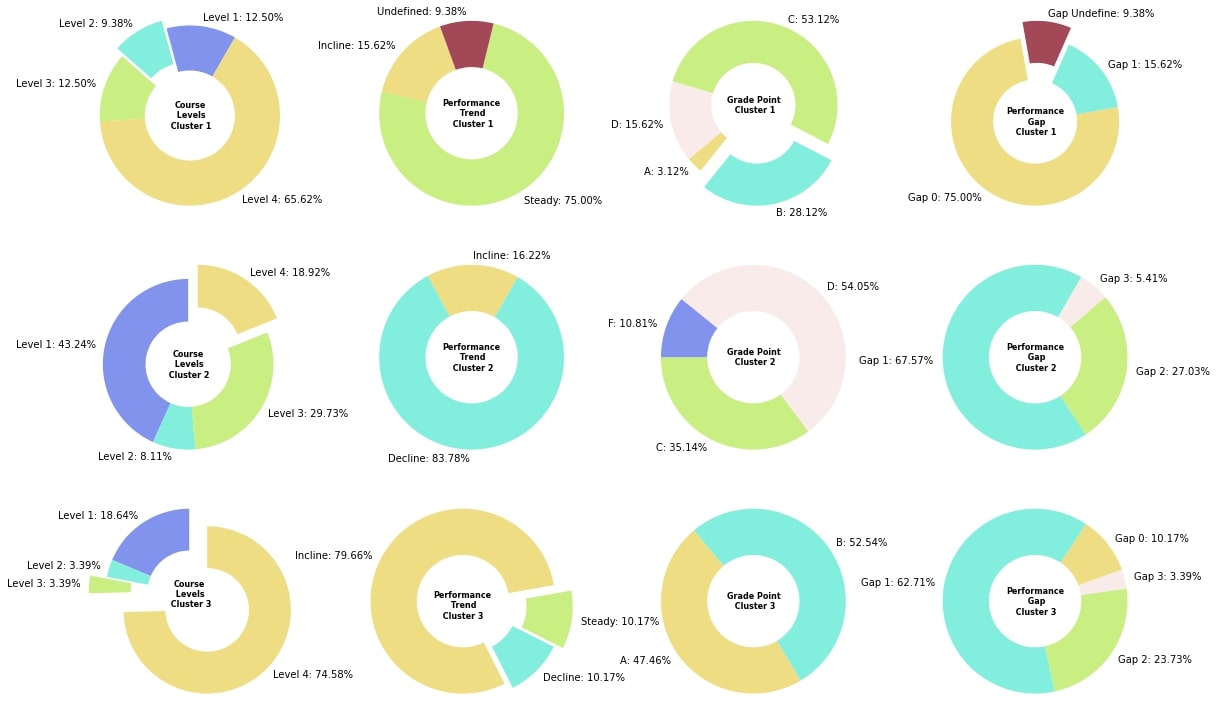 Level 1: 12.50%
Level 2: 9.38%
Level 3: 12.50%
Level 4: 65.62%
Course
Levels
Cluster 1
Undefined: 9.38%
Incline: 15.62%
Steady: 75.00%
Performance
Trend
Cluster 1
C: 53.12%
D: 15.62%
A: 3.12%
B: 28.12%
Grade Point
Cluster 1
Gap Undefine: 9.38%
Gap 1: 15.62%
Gap 0: 75.00%
Performance
Gap
Cluster 1
Level 4: 18.92%
Level 1: 43.24%
Level 3: 29.73%
Level 2: 8.11%
Course
Levels
Cluster 2
Incline: 16.22%
Decline: 83.78%
Performance
Trend
Cluster 2
D: 54.05%
F: 10.81%
C: 35.14%
Grade Point
Cluster 2
Gap 3: 5.41%
Gap 1: 67.57%
Gap 2: 27.03%
Performance
Gap
Cluster 2
Level 1: 18.64%
Level 2: 3.39%
Level 3: 3.39%
Level 4: 74.58%
Course
Levels
Cluster 3
Incline: 79.66%
Steady: 10.17%
Decline: 10.17%
Performance
Trend
Cluster 3
B: 52.54%
A: 47.46%
Grade Point
Cluster 3
Gap 0: 10.17%
Gap 3: 3.39%
Gap 1: 62.71%
Gap 2: 23.73%
Performance
Gap
Cluster 3